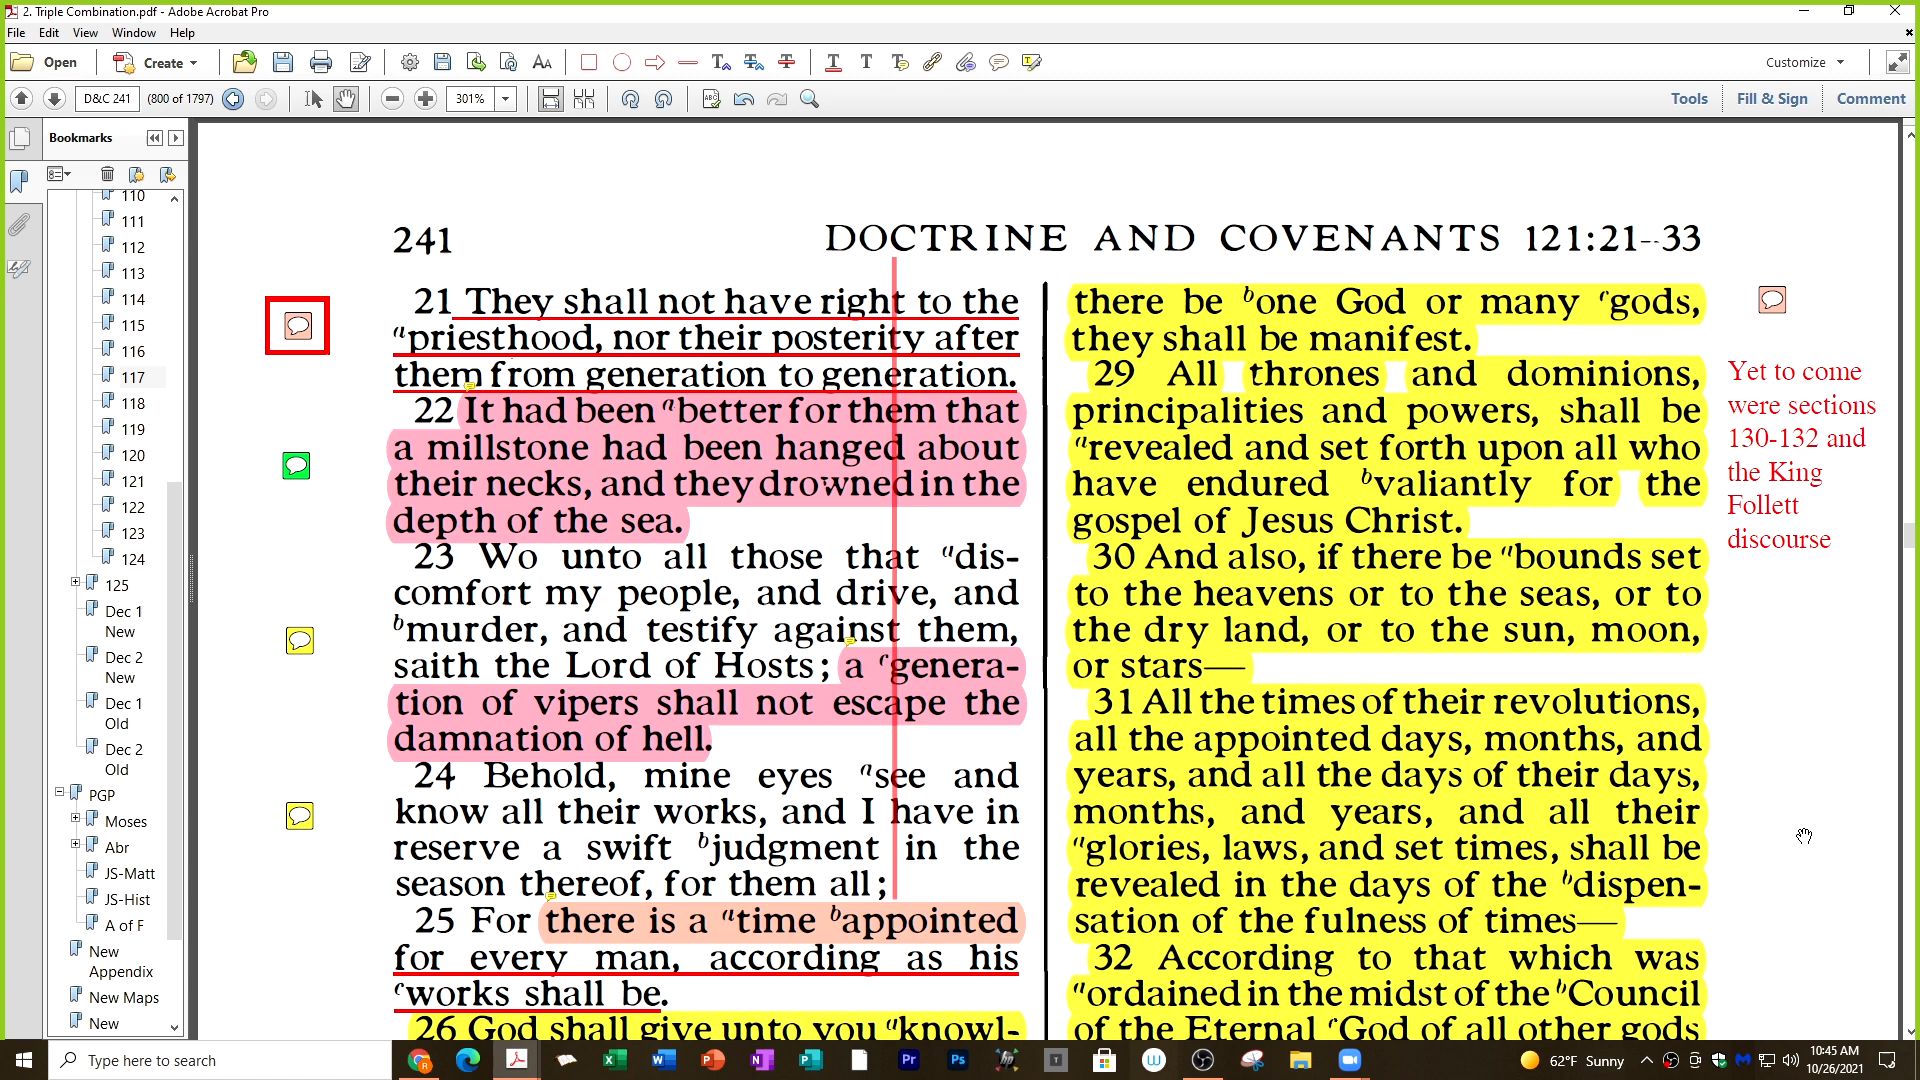 2. Triple Combination.pdf - Adobe Acrobat Pro
File Edit View Window Help
Open Create Customize
D&C 241 (800 of 1797) 301% Tools Fill & Sign Comment
Bookmarks
110
111
112
113
114
115
116
117
118
119
120
121
122
123
124
125
Dec 1
New
Dec 2
New
Dec 1
Old
Dec 2
Old
PGP
Moses
Abr
JS-Matt
JS-Hist
A of F
New
Appendix
New Maps
New
241 DOCTRINE AND COVENANTS 121:21--33
21 They shall not have right to the
ᵃpriesthood, nor their posterity after
them from generation to generation.
22 It had been ᵃbetter for them that
a millstone had been hanged about
their necks, and they drowned in the
depth of the sea.
23 Wo unto all those that ᵃdis-
comfort my people, and drive, and
ᵇmurder, and testify against them,
saith the Lord of Hosts; a ᶜgenera-
tion of vipers shall not escape the
damnation of hell.
24 Behold, mine eyes ᵃsee and
know all their works, and I have in
reserve a swift ᵇjudgment in the
season thereof, for them all;
25 For there is a ᵃtime ᵇappointed
for every man, according as his
ᶜworks shall be.
26 God shall give unto you ᵃknowl-
there be ᵇone God or many ᶜgods,
they shall be manifest.
29 All thrones and dominions,
principalities and powers, shall be
ᵃrevealed and set forth upon all who
have endured ᵇvaliantly for the
gospel of Jesus Christ.
30 And also, if there be ᵃbounds set
to the heavens or to the seas, or to
the dry land, or to the sun, moon,
or stars—
31 All the times of their revolutions,
all the appointed days, months, and
years, and all the days of their days,
months, and years, and all their
ᵃglories, laws, and set times, shall be
revealed in the days of the ᵇdispen-
sation of the fulness of times—
32 According to that which was
ᵃordained in the midst of the ᵇCouncil
of the Eternal ᶜGod of all other gods
Yet to come
were sections
130-132 and
the King
Follett
discourse
Type here to search
62°F Sunny
10:45 AM
10/26/2021